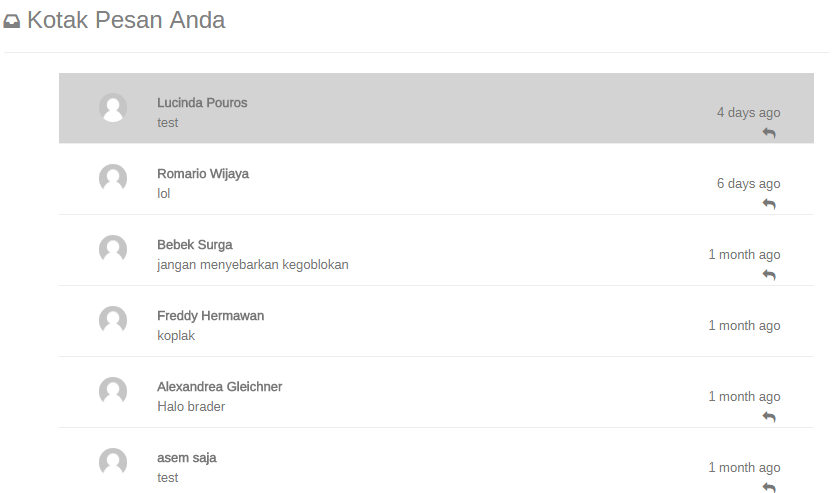 Kotak Pesan Anda
Lucinda Pouros
test
4 days ago
Romario Wijaya
lol
6 days ago
Bebek Surga
jangan menyebarkan kegoblokan
1 month ago
Freddy Hermawan
koplak
1 month ago
Alexandrea Gleichner
Halo brader
1 month ago
asem saja
test
1 month ago